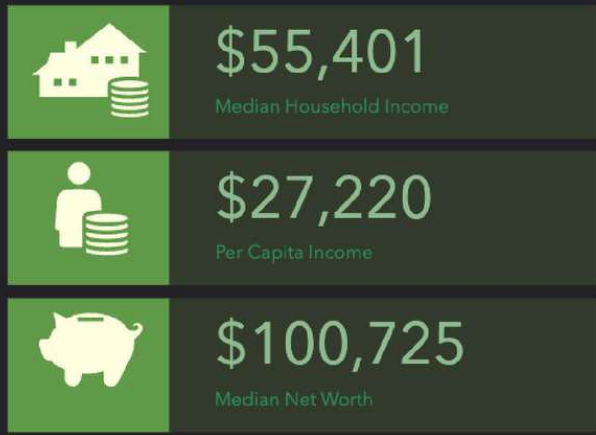 $55,401
Median Household Income
$27,220
Per Capita Income
$100,725
Median Net Worth